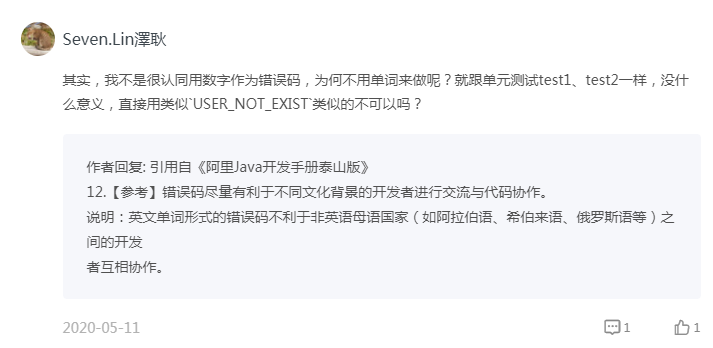 Seven.Lin澤耿
其实，我不是很认同用数字作为错误码，为何不用单词来做呢？就跟单元测试test1、test2一样，没什
么意义，直接用类似`USER_NOT_EXIST`类似的不可以吗？
作者回复: 引用自《阿里Java开发手册泰山版》
12.【参考】错误码尽量有利于不同文化背景的开发者进行交流与代码协作。
说明：英文单词形式的错误码不利于非英语母语国家（如阿拉伯语、希伯来语、俄罗斯语等）之
间的开发
者互相协作。
2020-05-11 1 1